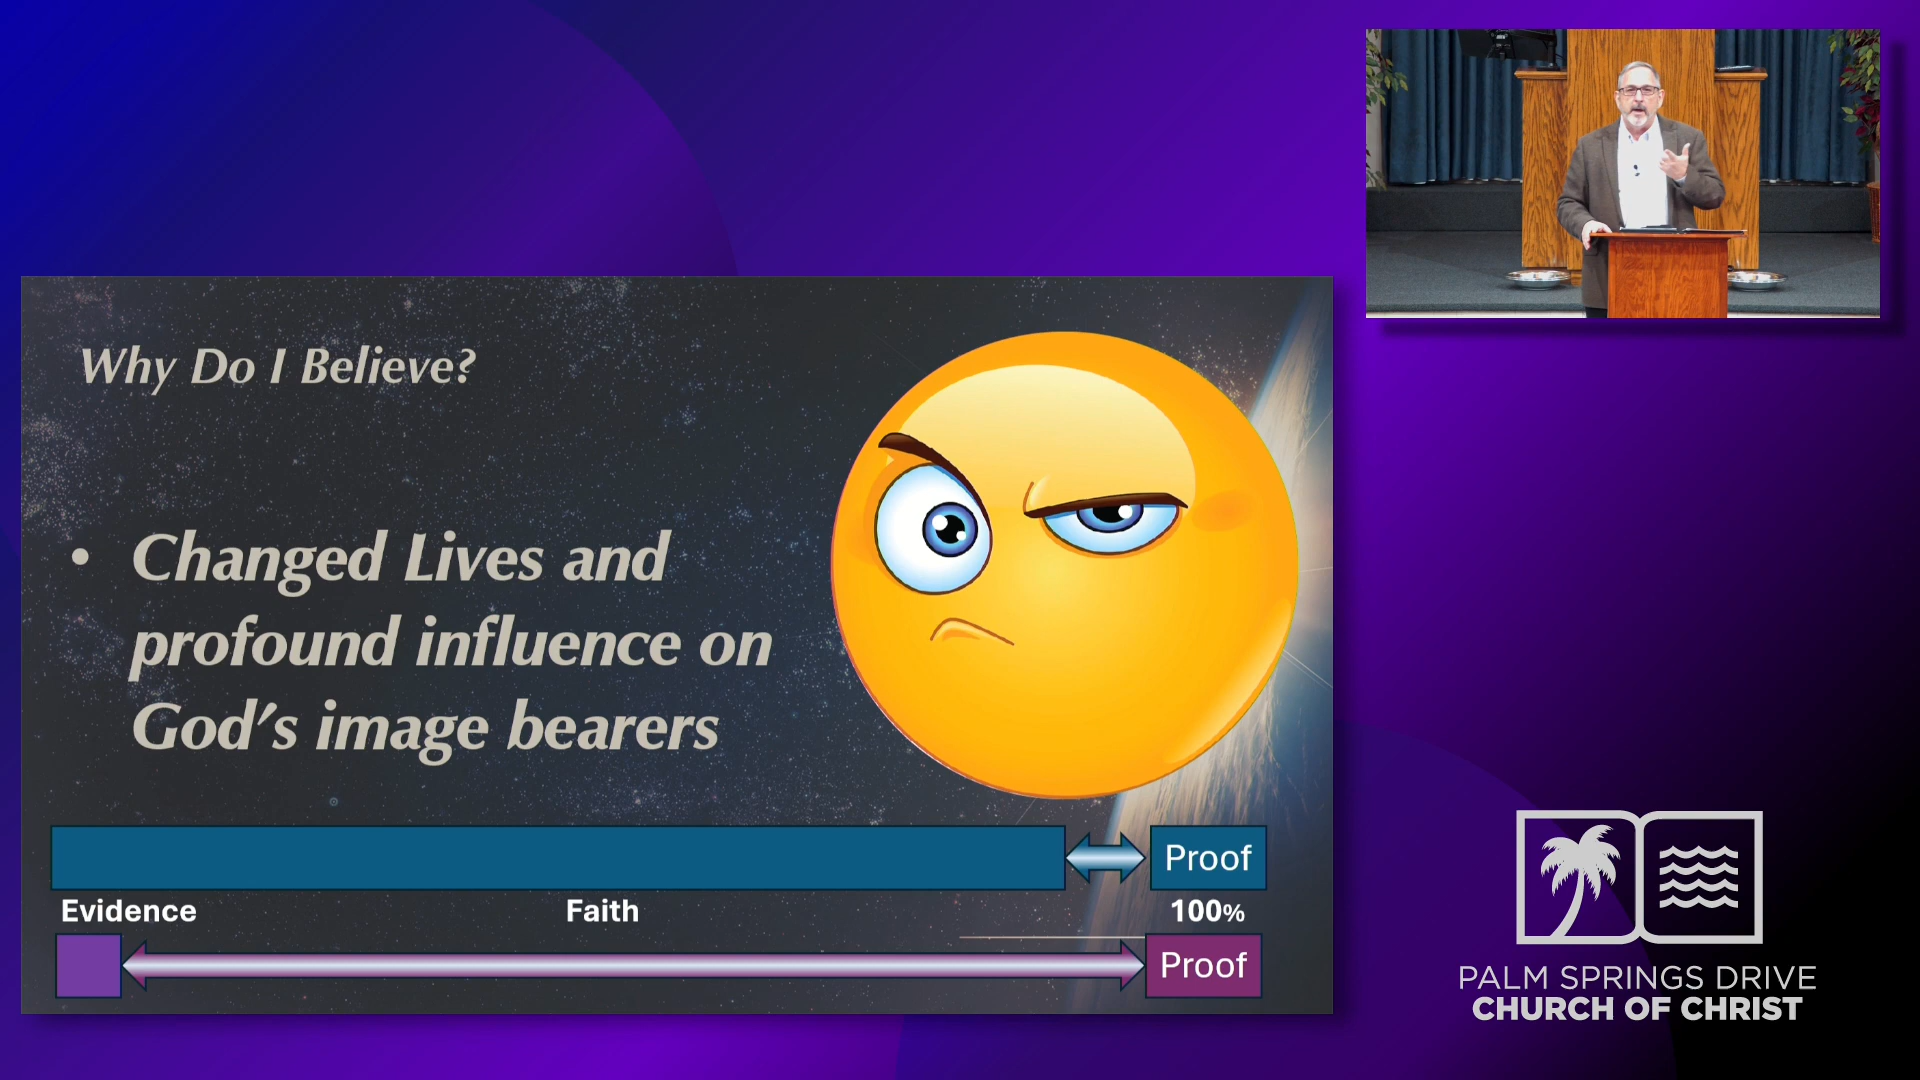 Why Do I Believe?
• Changed Lives and
profound influence on
God's image bearers
Proof
Evidence
Faith
100%
Proof
PALM SPRINGS DRIVE
CHURCH OF CHRIST